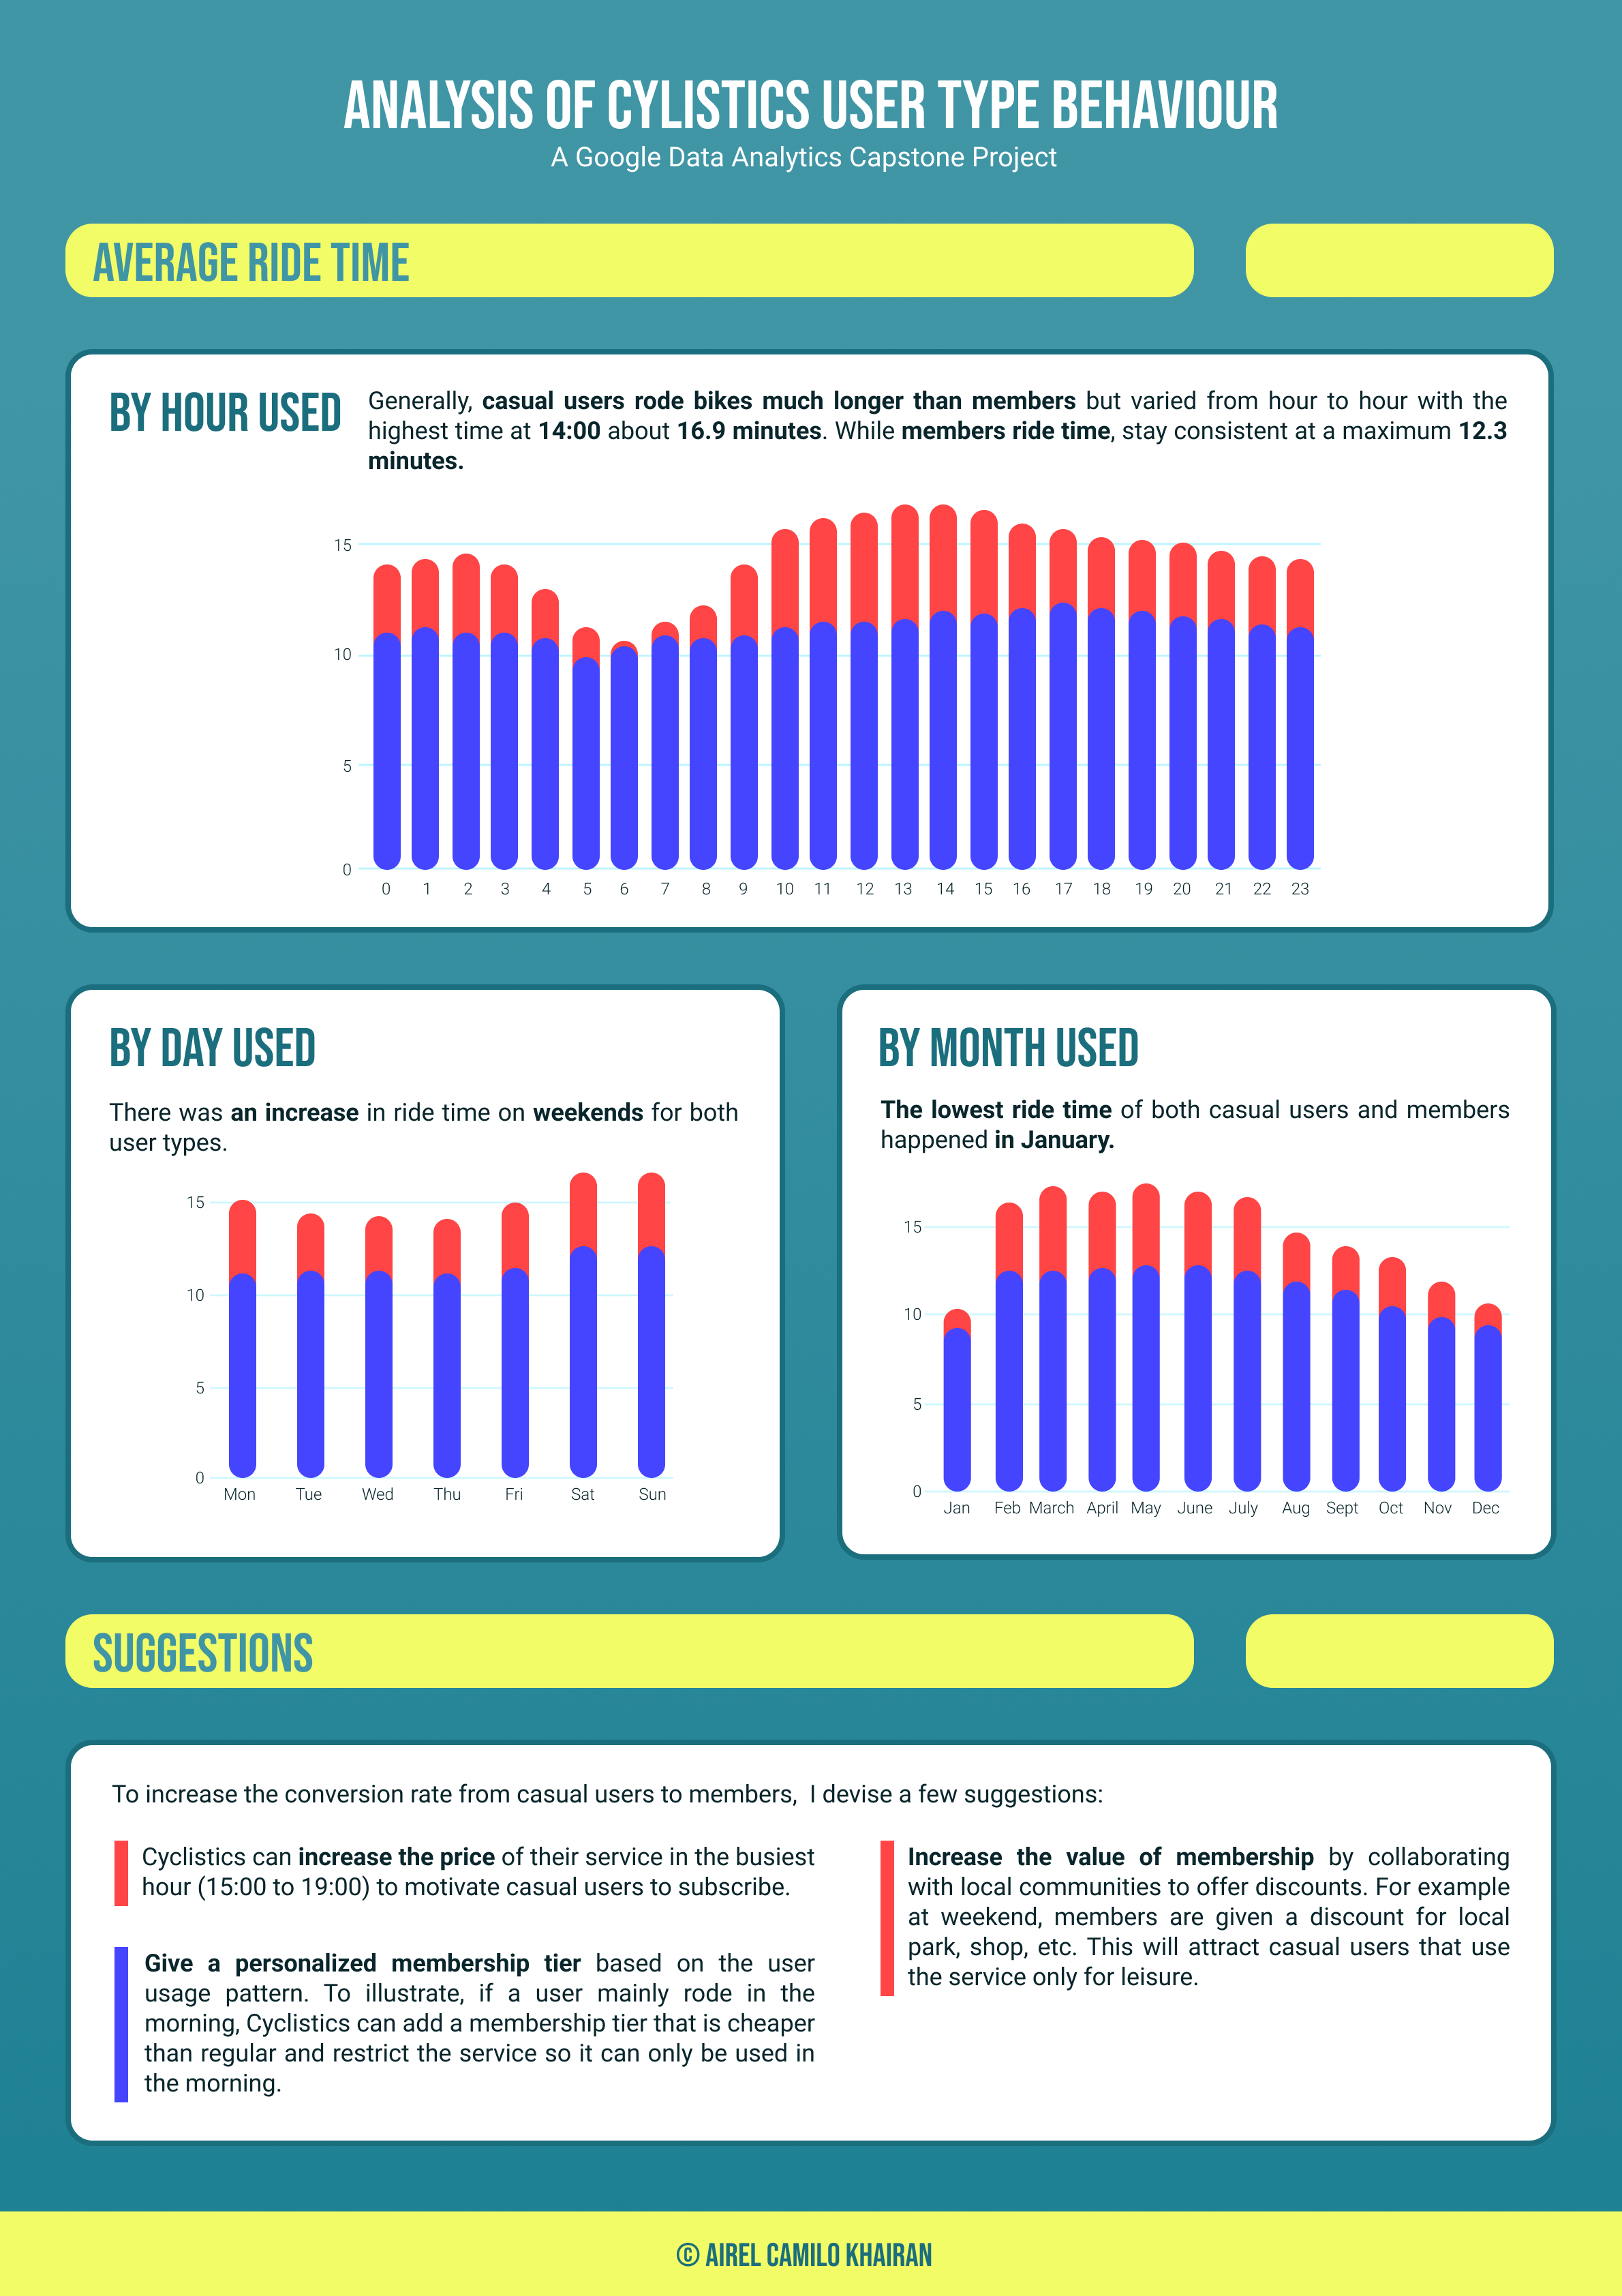 ANALYSIS OF CYLISTICS USER TYPE BEHAVIOUR
A Google Data Analytics Capstone Project
AVERAGE RIDE TIME
BY HOUR USED
Generally, casual users rode bikes much longer than members but varied from hour to hour with the
highest time at 14:00 about 16.9 minutes. While members ride time, stay consistent at a maximum 12.3
minutes.
15
10
5
0
0 1 2 3 4 5 6 7 8 9 10 11 12 13 14 15 16 17 18 19 20 21 22 23
BY DAY USED
There was an increase in ride time on weekends for both
user types.
15
10
5
0
Mon Tue Wed Thu Fri Sat Sun
BY MONTH USED
The lowest ride time of both casual users and members
happened in January.
15
10
5
0
Jan Feb March April May June July Aug Sept Oct Nov Dec
SUGGESTIONS
To increase the conversion rate from casual users to members, I devise a few suggestions:
Cyclistics can increase the price of their service in the busiest
hour (15:00 to 19:00) to motivate casual users to subscribe.
Give a personalized membership tier based on the user
usage pattern. To illustrate, if a user mainly rode in the
morning, Cyclistics can add a membership tier that is cheaper
than regular and restrict the service so it can only be used in
the morning.
Increase the value of membership by collaborating
with local communities to offer discounts. For example
at weekend, members are given a discount for local
park, shop, etc. This will attract casual users that use
the service only for leisure.
© AIREL CAMILO KHAIRAN